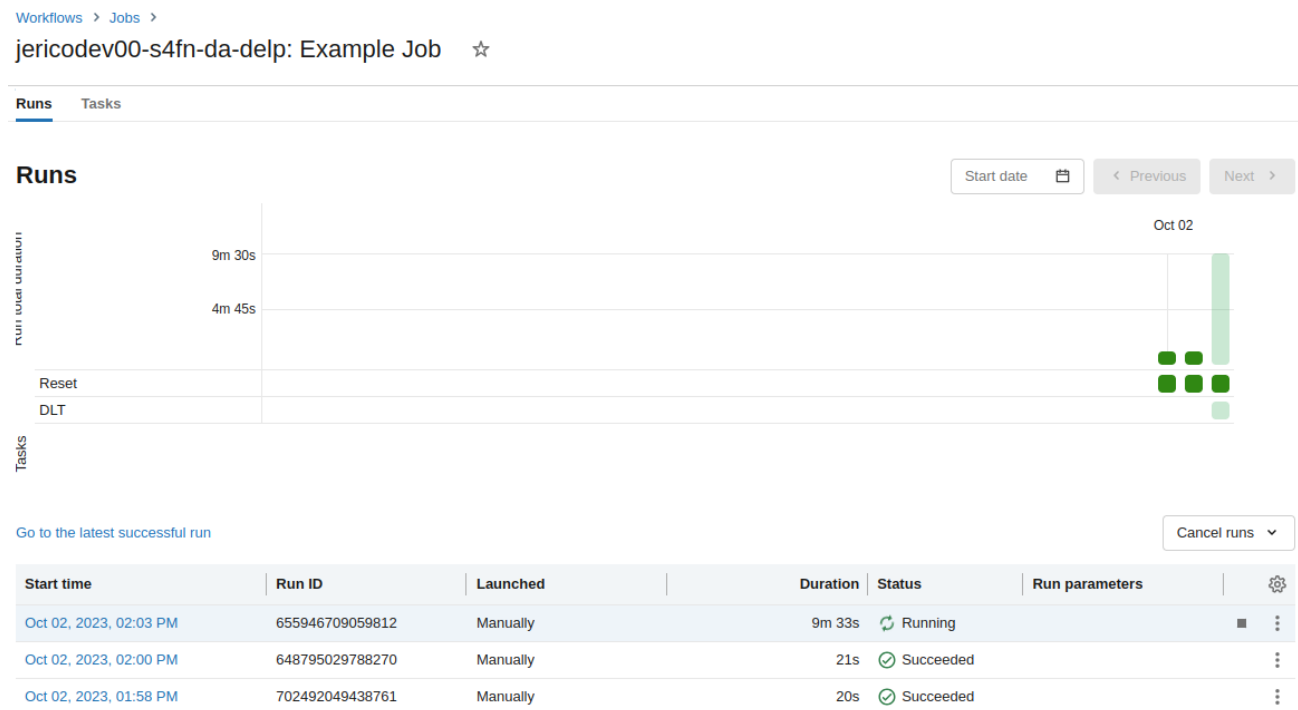 Workflows > Jobs >
jericodev00-s4fn-da-delp: Example Job
Runs Tasks
Runs
Start date < Previous Next >
Oct 02
Run total duration
9m 30s
4m 45s
Reset
DLT
Tasks
Go to the latest successful run
Cancel runs
Start time Run ID Launched Duration Status Run parameters
Oct 02, 2023, 02:03 PM 655946709059812 Manually 9m 33s Running
Oct 02, 2023, 02:00 PM 648795029788270 Manually 21s Succeeded
Oct 02, 2023, 01:58 PM 702492049438761 Manually 20s Succeeded